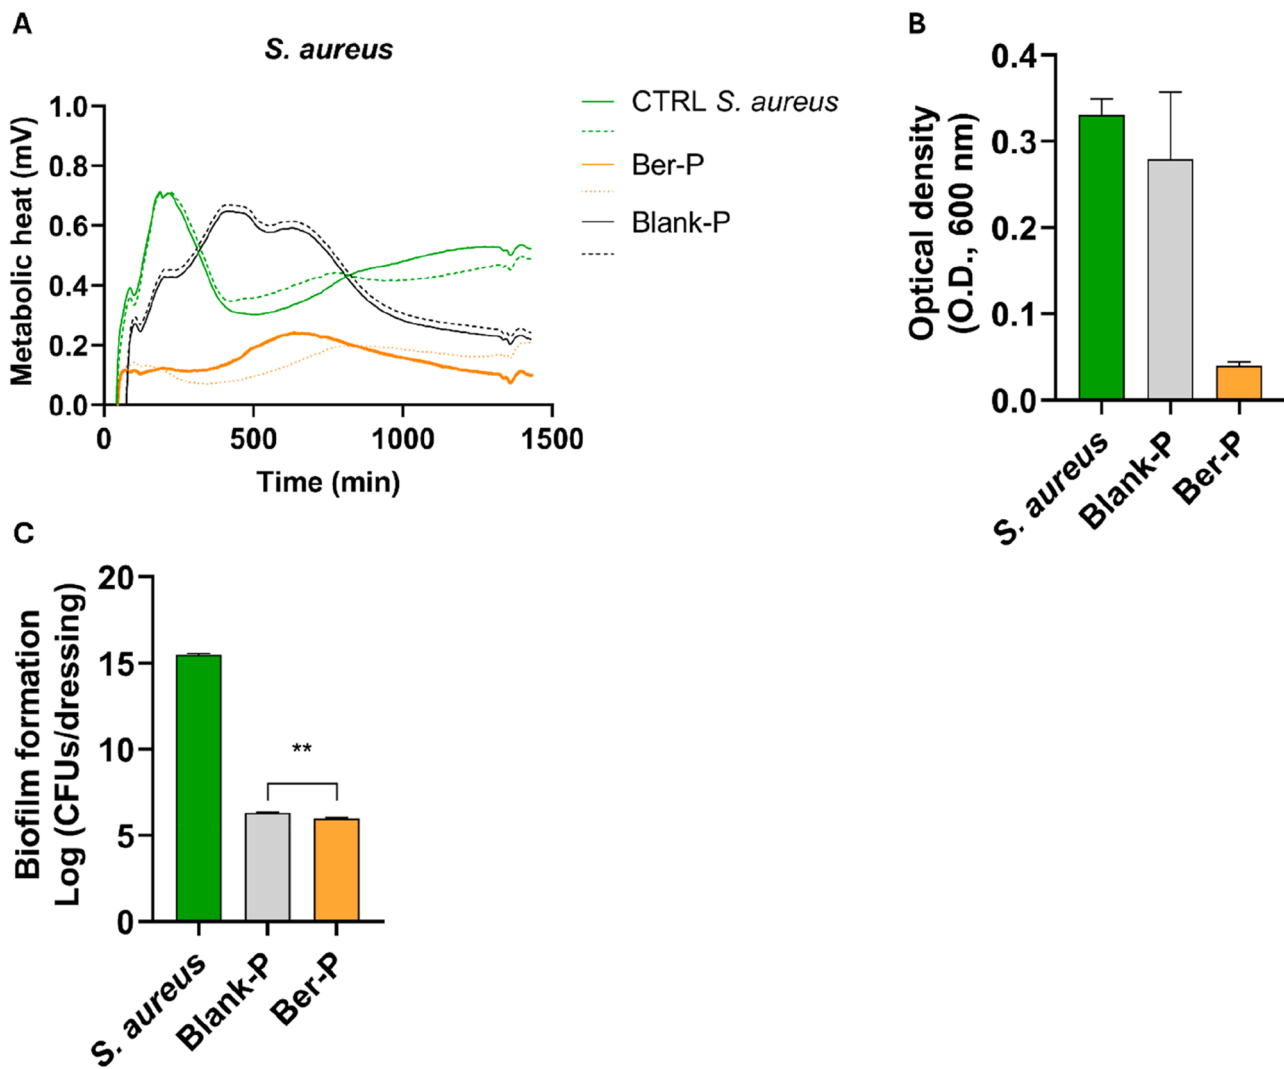 A
S. aureus
Metabolic heat (mV)
1.0
0.8
0.6
0.4
0.2
0.0
0
500
1000
1500
Time (min)
CTRL S. aureus
Ber-P
Blank-P
B
Optical density
(O.D., 600 nm)
0.4
0.3
0.2
0.1
0.0
S. aureus
Blank-P
Ber-P
C
Biofilm formation
Log (CFUs/dressing)
20
15
10
5
0
**
S. aureus
Blank-P
Ber-P